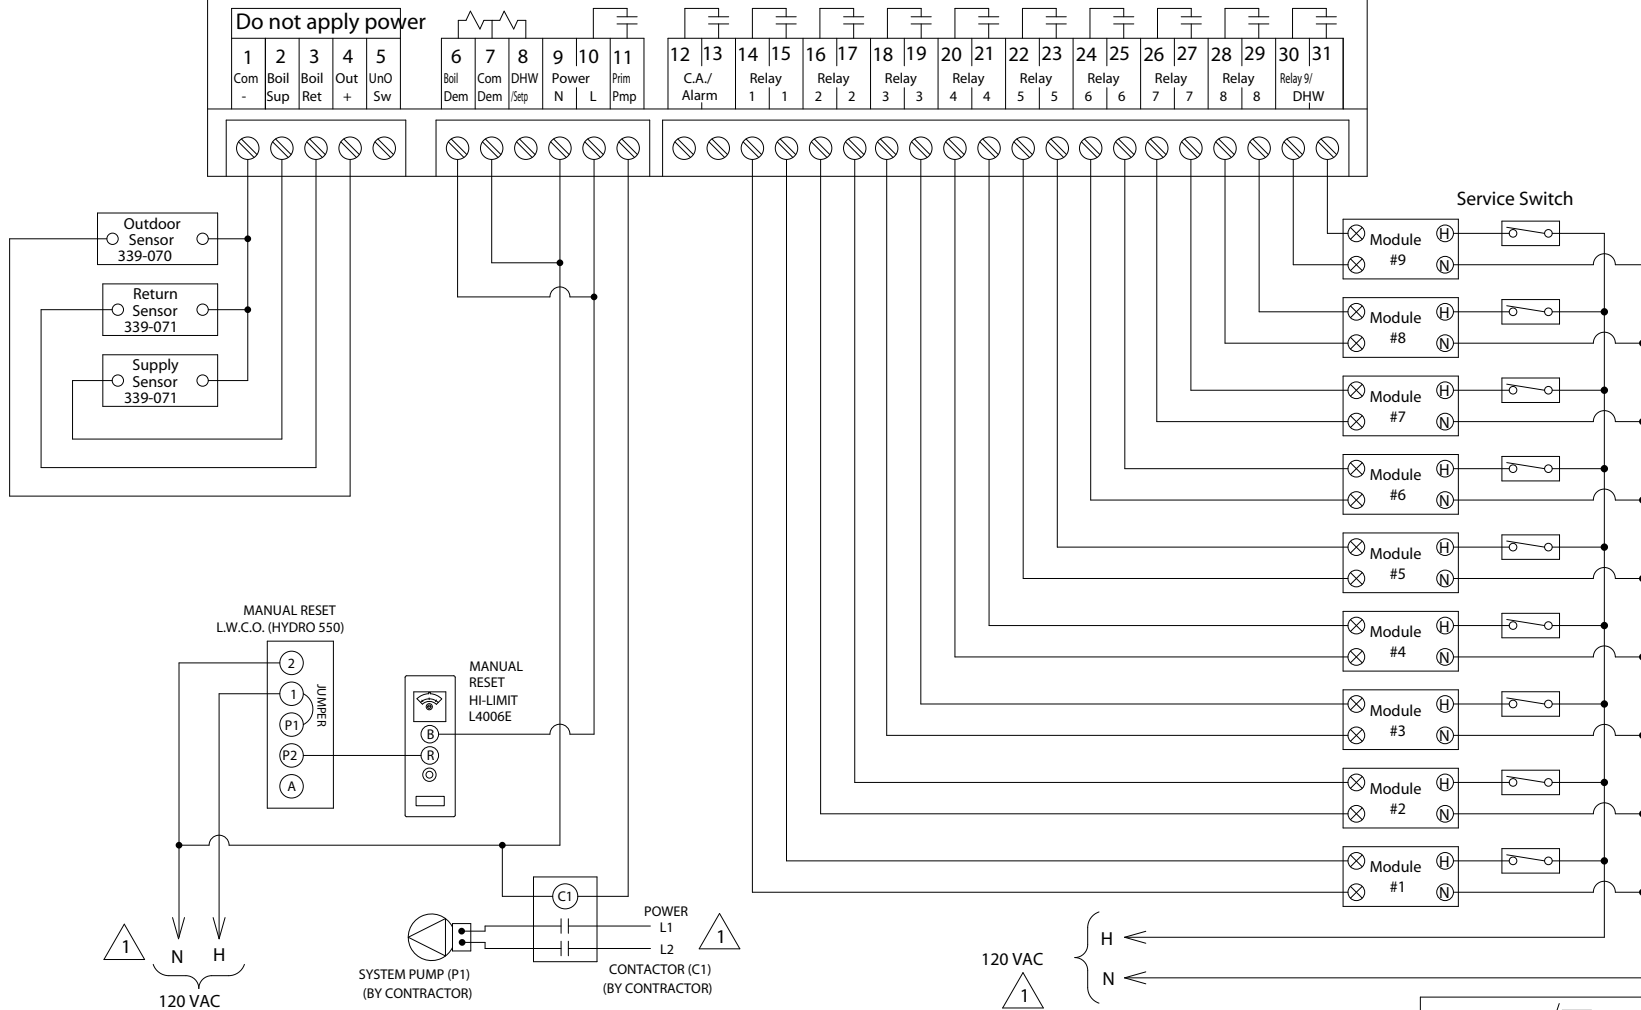 Do not apply power
1 2 3 4 5 6 7 8 9 10 11 12 13 14 15 16 17 18 19 20 21 22 23 24 25 26 27 28 29 30 31
Com Boil Boil Out UnO Boil Com DHW Power Prim C.A./ Relay Relay Relay Relay Relay Relay Relay Relay Relay 9/
- Sup Ret + Sw Dem Dem /Setp N L Pmp Alarm 1 1 2 2 3 3 4 4 5 5 6 6 7 7 8 8 DHW
Service Switch
Outdoor
Sensor
339-070
Return
Sensor
339-071
Supply
Sensor
339-071
Module H
#9 N
Module H
#8 N
Module H
#7 N
Module H
#6 N
Module H
#5 N
Module H
#4 N
Module H
#3 N
Module H
#2 N
Module H
#1 N
MANUAL RESET
L.W.C.O. (HYDRO 550)
2
1
P1
P2
A
JUMPER
MANUAL
RESET
HI-LIMIT
L4006E
B
R
C1
POWER
L1
L2
1
CONTACTOR (C1)
(BY CONTRACTOR)
SYSTEM PUMP (P1)
(BY CONTRACTOR)
1
N H
120 VAC
120 VAC
1
H
N